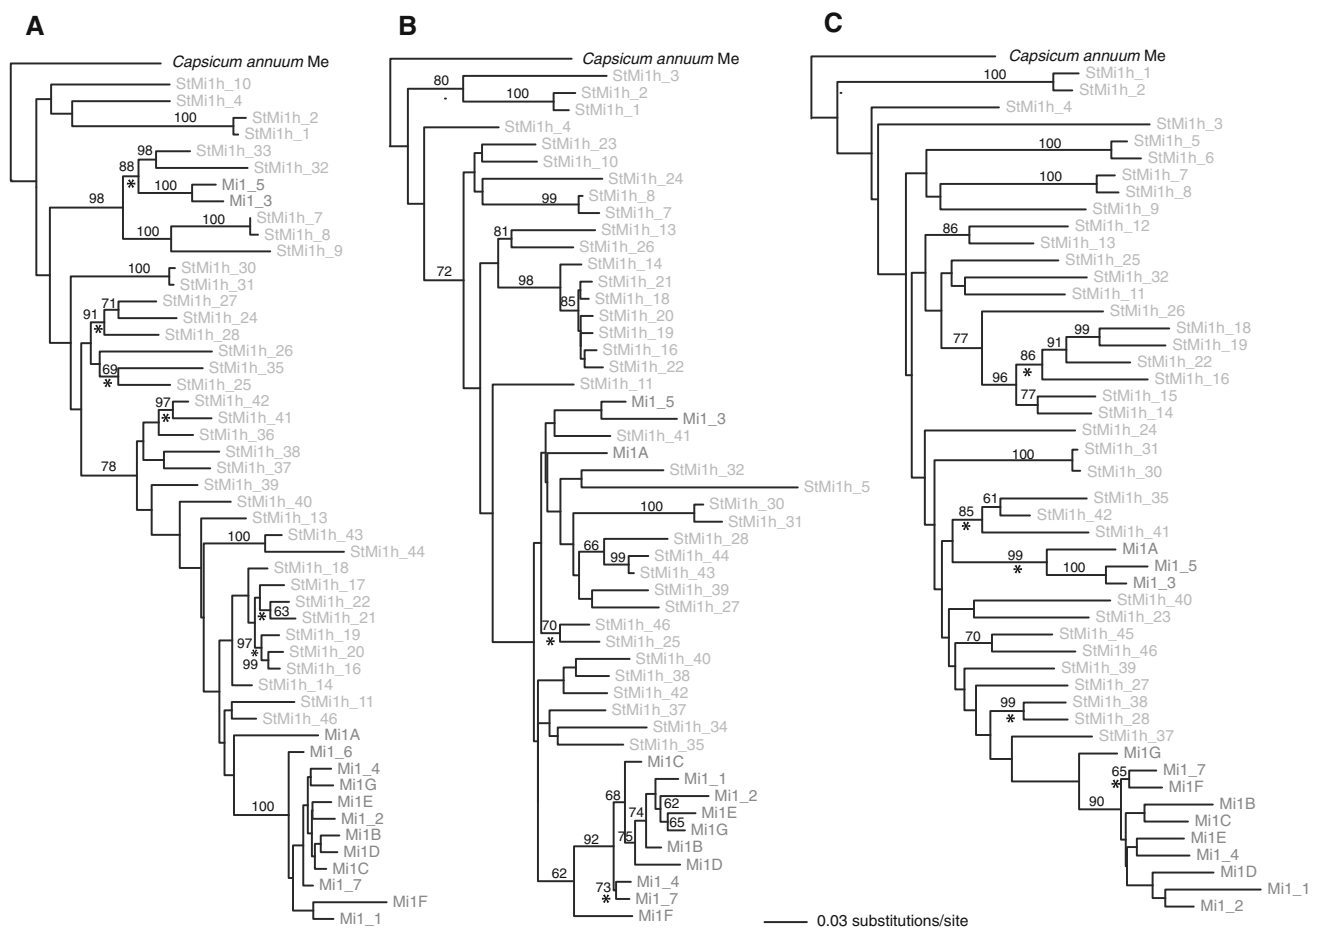 A
Capsicum annuum Me
StMi1h_10
StMi1h_4
100
StMi1h_2
StMi1h_1
98
StMi1h_33
88
StMi1h_32
*
100
Mi1_5
98
Mi1_3
100
StMi1h_7
100
StMi1h_8
StMi1h_9
100
StMi1h_30
StMi1h_31
71
StMi1h_27
91
StMi1h_24
*
StMi1h_28
StMi1h_26
69
StMi1h_35
*
StMi1h_25
97
StMi1h_42
*
StMi1h_41
StMi1h_36
StMi1h_38
78
StMi1h_37
StMi1h_39
StMi1h_40
StMi1h_13
100
StMi1h_43
StMi1h_44
StMi1h_18
StMi1h_17
StMi1h_22
*
63
StMi1h_21
StMi1h_19
97
*
StMi1h_20
99
StMi1h_16
StMi1h_14
StMi1h_11
StMi1h_46
Mi1A
Mi1_6
Mi1_4
Mi1G
100
Mi1E
Mi1_2
Mi1B
Mi1D
Mi1C
Mi1_7
Mi1F
Mi1_1
B
Capsicum annuum Me
80
StMi1h_3
100
StMi1h_2
StMi1h_1
StMi1h_4
StMi1h_23
StMi1h_10
StMi1h_24
99
StMi1h_8
StMi1h_7
81
StMi1h_13
StMi1h_26
72
StMi1h_14
98
StMi1h_21
85
StMi1h_18
StMi1h_20
StMi1h_19
StMi1h_16
StMi1h_22
StMi1h_11
Mi1_5
Mi1_3
StMi1h_41
Mi1A
StMi1h_32
StMi1h_5
100
StMi1h_30
StMi1h_31
StMi1h_28
66
StMi1h_44
99
StMi1h_43
StMi1h_39
StMi1h_27
70
StMi1h_46
*
StMi1h_25
StMi1h_40
StMi1h_38
StMi1h_42
StMi1h_37
StMi1h_34
StMi1h_35
Mi1C
Mi1_1
68
Mi1_2
62
74
Mi1E
65
Mi1G
92
75
Mi1B
Mi1D
62
73
Mi1_4
*
Mi1_7
Mi1F
C
Capsicum annuum Me
100
StMi1h_1
StMi1h_2
StMi1h_4
StMi1h_3
100
StMi1h_5
StMi1h_6
100
StMi1h_7
StMi1h_8
StMi1h_9
86
StMi1h_12
StMi1h_13
StMi1h_25
StMi1h_32
StMi1h_11
StMi1h_26
77
99
StMi1h_18
91
StMi1h_19
86
StMi1h_22
*
96
StMi1h_16
77
StMi1h_15
StMi1h_14
StMi1h_24
100
StMi1h_31
StMi1h_30
61
StMi1h_35
85
StMi1h_42
*
StMi1h_41
99
Mi1A
*
100
Mi1_5
Mi1_3
StMi1h_40
StMi1h_23
70
StMi1h_45
StMi1h_46
StMi1h_39
StMi1h_27
99
StMi1h_38
*
StMi1h_28
StMi1h_37
Mi1G
65
Mi1_7
*
Mi1F
90
Mi1B
Mi1C
Mi1E
Mi1_4
Mi1D
Mi1_1
Mi1_2
0.03 substitutions/site